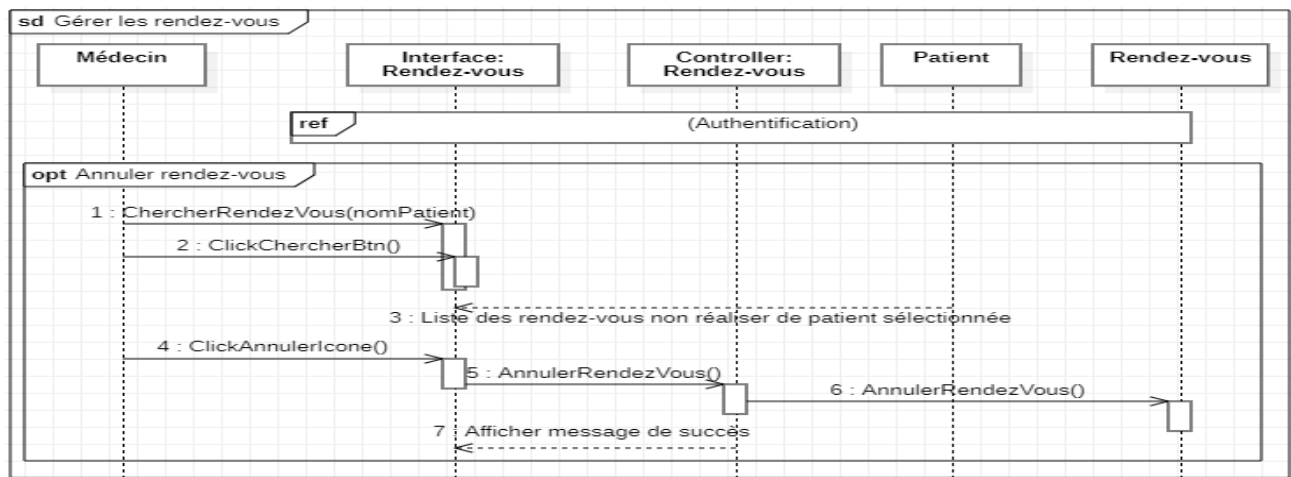 sd Gérer les rendez-vous
Médecin
Interface:
Rendez-vous
Controller:
Rendez-vous
Patient
Rendez-vous
ref
(Authentification)
opt Annuler rendez-vous
1 : ChercherRendezVous(nomPatient)
2 : ClickChercherBtn()
3 : Liste des rendez-vous non réaliser de patient sélectionnée
4 : ClickAnnulerIcone()
5 : AnnulerRendezVous()
6 : AnnulerRendezVous()
7 : Afficher message de succès